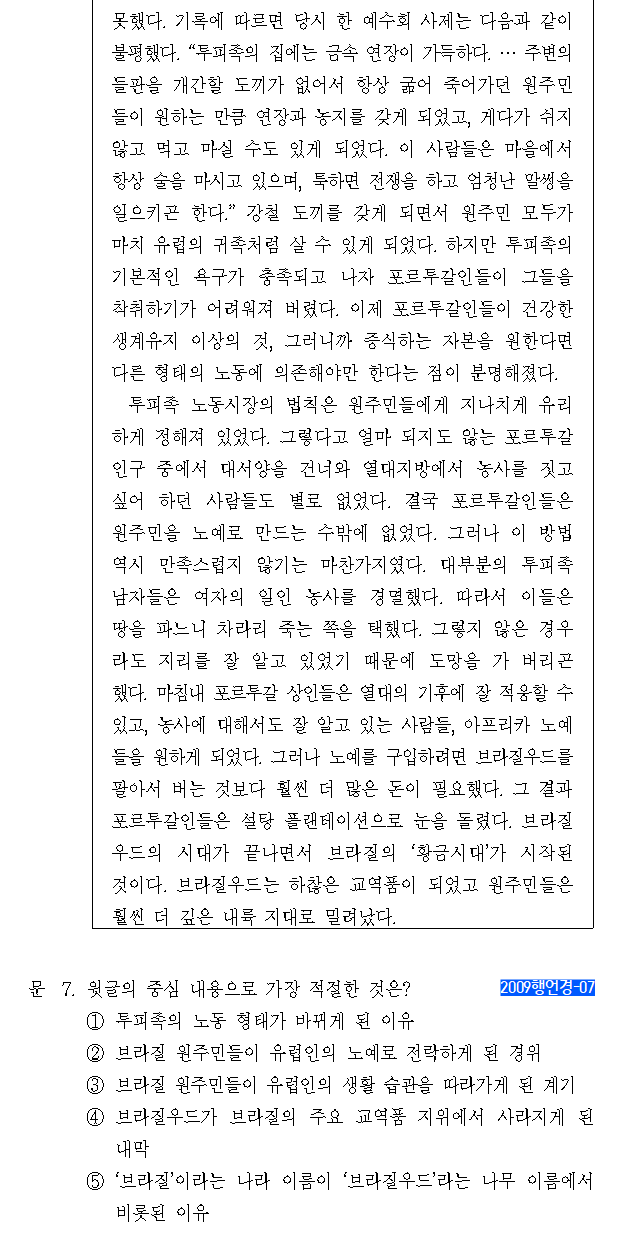 못했다. 기록에 따르면 당시 한 예수회 사제는 다음과 같이
불평했다. “투피족의 집에는 금속 연장이 가득하다. … 주변의
들판을 개간할 도끼가 없어서 항상 굶어 죽어가던 원주민
들이 원하는 만큼 연장과 농지를 갖게 되었고, 게다가 쉬지
않고 먹고 마실 수도 있게 되었다. 이 사람들은 마을에서
항상 술을 마시고 있으며, 툭하면 전쟁을 하고 엄청난 말썽을
일으키곤 한다.” 강철 도끼를 갖게 되면서 원주민 모두가
마치 유럽의 귀족처럼 살 수 있게 되었다. 하지만 투피족의
기본적인 욕구가 충족되고 나자 포르투갈인들이 그들을
착취하기가 어려워져 버렸다. 이제 포르투갈인들이 건강한
생계유지 이상의 것, 그러니까 증식하는 자본을 원한다면
다른 형태의 노동에 의존해야만 한다는 점이 분명해졌다.
투피족 노동시장의 법칙은 원주민들에게 지나치게 유리
하게 정해져 있었다. 그렇다고 얼마 되지도 않는 포르투갈
인구 중에서 대서양을 건너와 열대지방에서 농사를 짓고
싶어 하던 사람들도 별로 없었다. 결국 포르투갈인들은
원주민을 노예로 만드는 수밖에 없었다. 그러나 이 방법
역시 만족스럽지 않기는 마찬가지였다. 대부분의 투피족
남자들은 여자의 일인 농사를 경멸했다. 따라서 이들은
땅을 파느니 차라리 죽는 쪽을 택했다. 그렇지 않은 경우
라도 지리를 잘 알고 있었기 때문에 도망을 가 버리곤
했다. 마침내 포르투갈 상인들은 열대의 기후에 잘 적응할 수
있고, 농사에 대해서도 잘 알고 있는 사람들, 아프리카 노예
들을 원하게 되었다. 그러나 노예를 구입하려면 브라질우드를
팔아서 버는 것보다 훨씬 더 많은 돈이 필요했다. 그 결과
포르투갈인들은 설탕 플랜테이션으로 눈을 돌렸다. 브라질
우드의 시대가 끝나면서 브라질의 ‘황금시대’가 시작된
것이다. 브라질우드는 하찮은 교역품이 되었고 원주민들은
훨씬 더 깊은 내륙 지대로 밀려났다.
문 7. 윗글의 중심 내용으로 가장 적절한 것은? 2009행언경-07
① 투피족의 노동 형태가 바뀌게 된 이유
② 브라질 원주민들이 유럽인의 노예로 전락하게 된 경위
③ 브라질 원주민들이 유럽인의 생활 습관을 따라가게 된 계기
④ 브라질우드가 브라질의 주요 교역품 지위에서 사라지게 된
내막
⑤ ‘브라질’이라는 나라 이름이 ‘브라질우드’라는 나무 이름에서
비롯된 이유